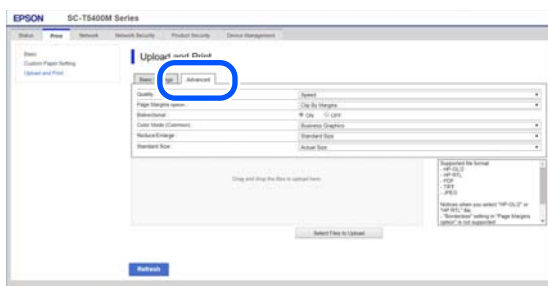 EPSON SC-T5400M Series
Status Print Network Network Security Product Security Device Management
Basic
Custom Paper Setting
Upload and Print
Upload and Print
Basic Advanced
Quality : Speed
Page Margins option : Clip By Margins
Bidirectional : ON OFF
Color Mode (Common) : Business Graphics
Reduce/Enlarge : Standard Size
Standard Size : Actual Size
Drag and drop the files to upload here.
Supported file format
- HP-GL/2
- HP-RTL
- PDF
- TIFF
- JPEG
Notices when you select "HP-GL/2" or
"HP-RTL" file.
- "Borderless" setting in "Page Margins
option" is not supported
Select Files to Upload
Refresh